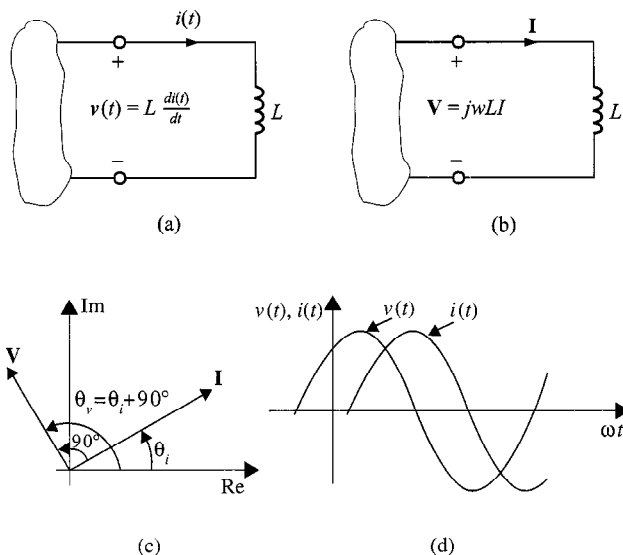 i(t)
+
v(t) = L di(t)/dt
L
−
(a)
I
+
V = jwLI
L
−
(b)
Im
V
I
θv=θi+90°
90°
θi
Re
(c)
v(t), i(t)
v(t)
i(t)
ωt
(d)